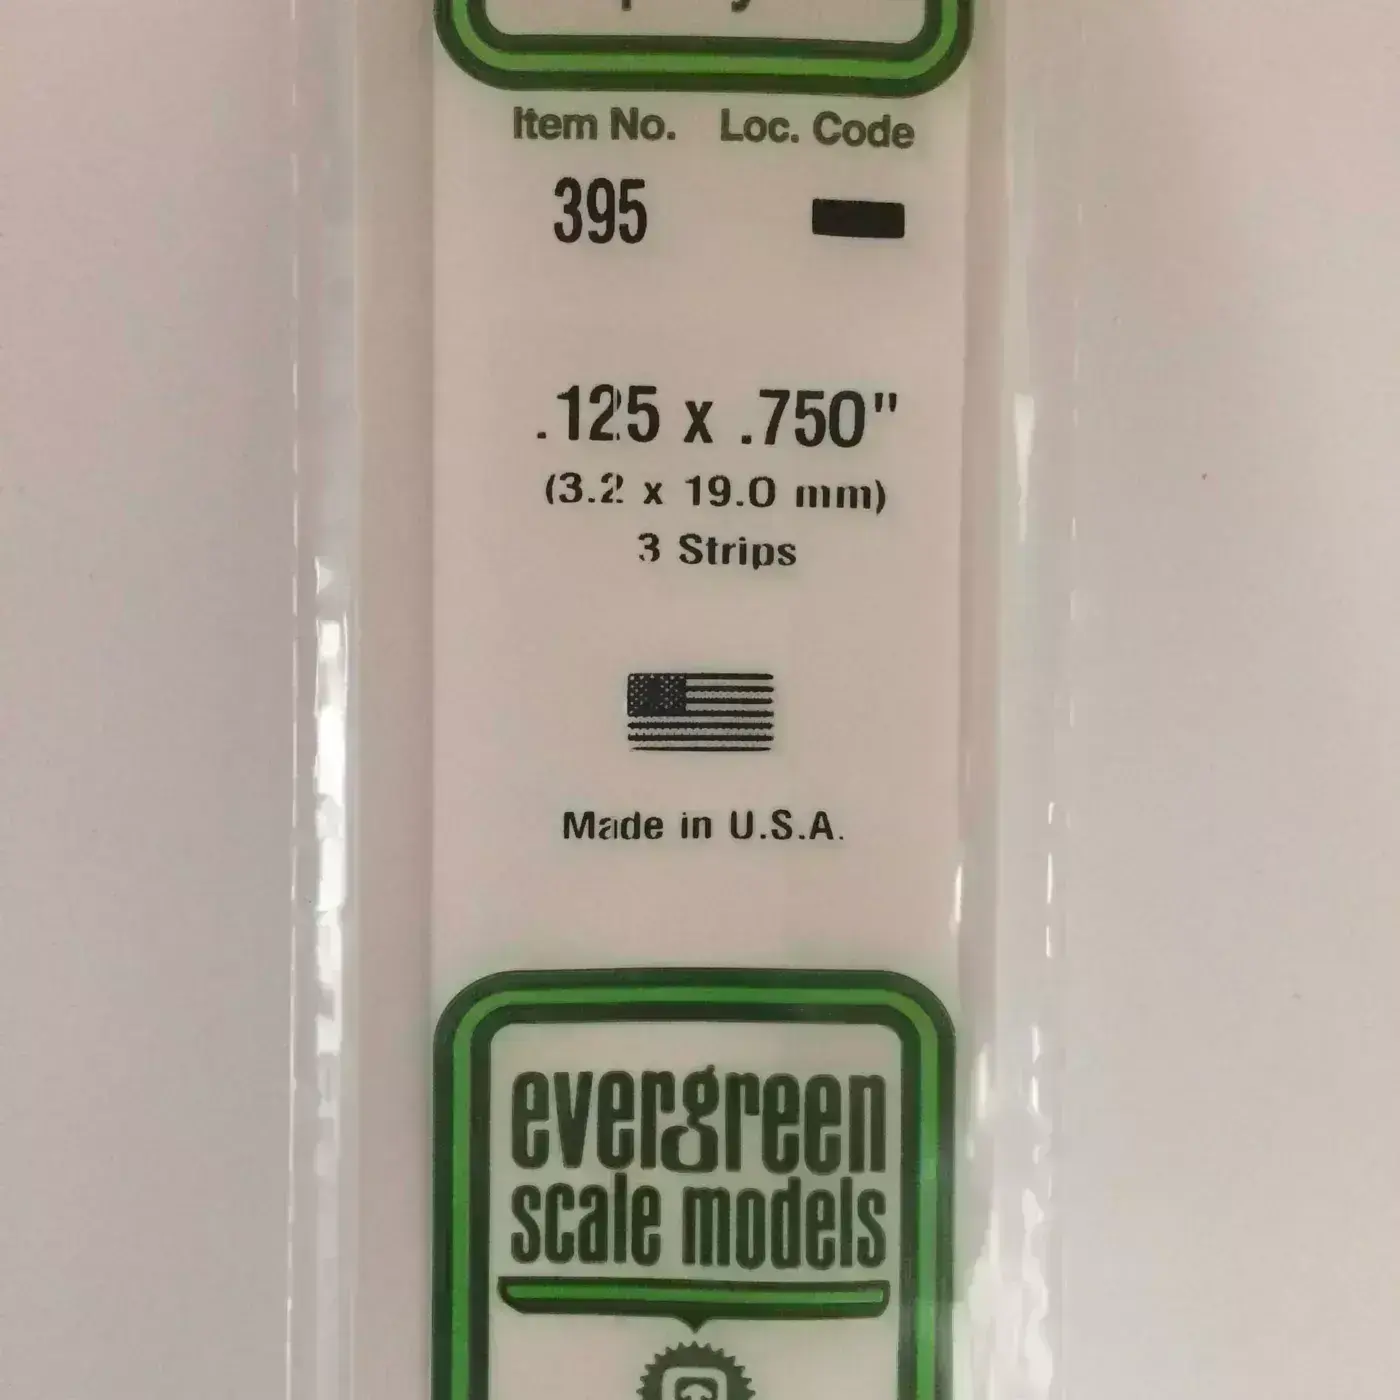 Item No. Loc. Code
395
.125 x .750"
(3.2 x 19.0 mm)
3 Strips
Made in U.S.A.
evergreen
scale models